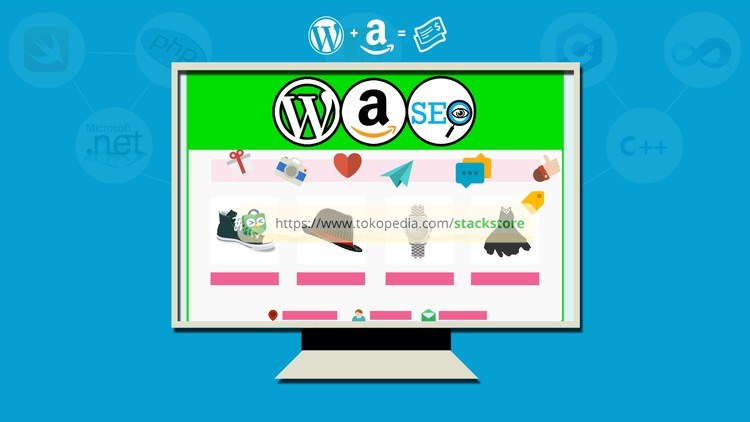 W + a = $
php
W a SEO
Microsoft
.net
C++
https://www.tokopedia.com/stackstore